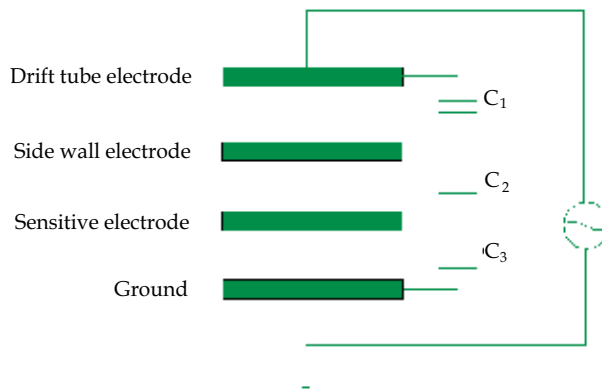 Drift tube electrode
C1
Side wall electrode
C2
Sensitive electrode
C3
Ground